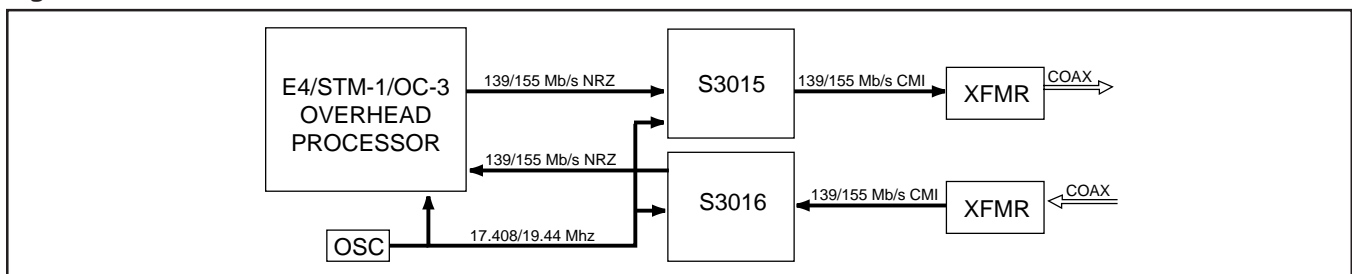 E4/STM-1/OC-3
OVERHEAD
PROCESSOR
139/155 Mb/s NRZ
S3015
139/155 Mb/s CMI
XFMR
COAX
139/155 Mb/s NRZ
S3016
139/155 Mb/s CMI
XFMR
COAX
OSC
17.408/19.44 Mhz